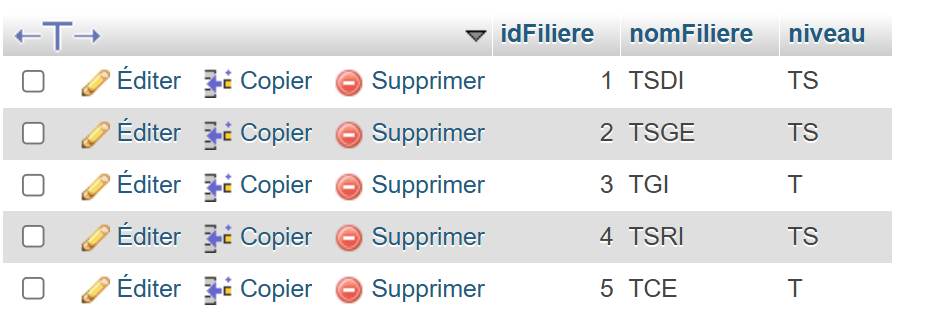 ←T→ idFiliere nomFiliere niveau
Éditer Copier Supprimer 1 TSDI TS
Éditer Copier Supprimer 2 TSGE TS
Éditer Copier Supprimer 3 TGI T
Éditer Copier Supprimer 4 TSRI TS
Éditer Copier Supprimer 5 TCE T